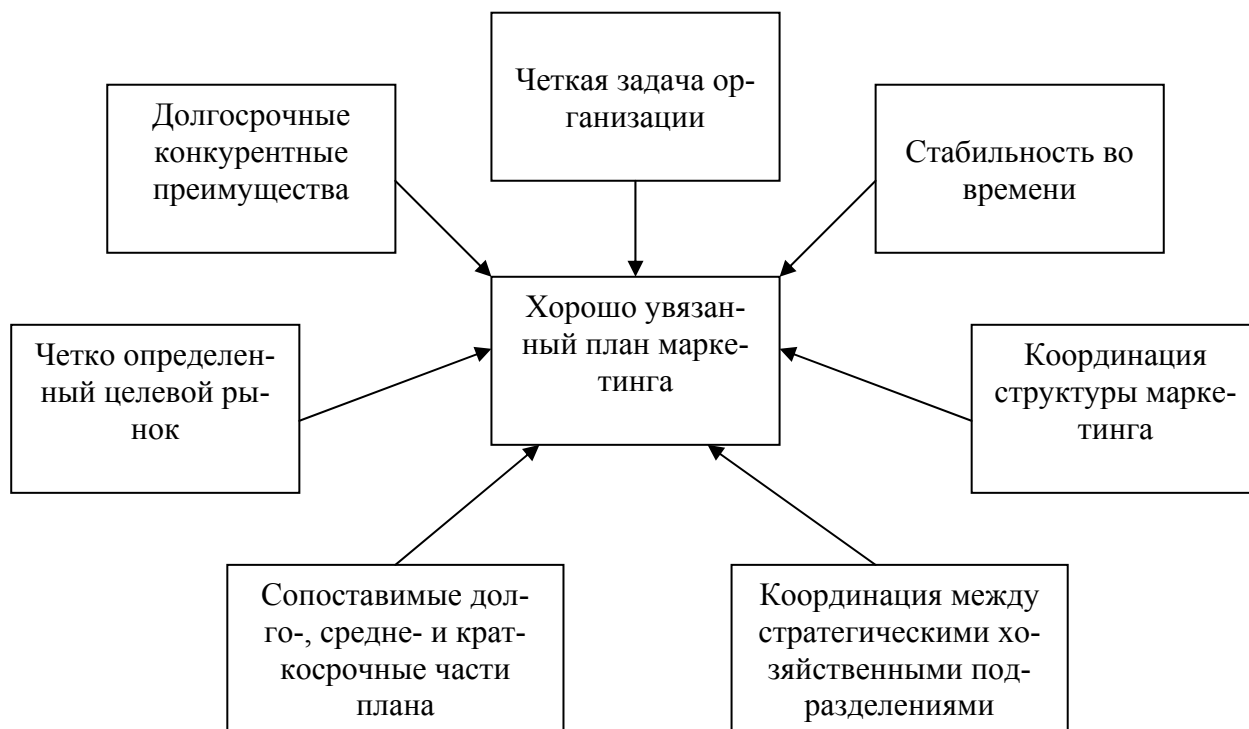 Четкая задача ор-
ганизации
Долгосрочные
конкурентные
преимущества
Стабильность во
времени
Хорошо увязан-
ный план марке-
тинга
Четко определен-
ный целевой ры-
нок
Координация
структуры марке-
тинга
Сопоставимые дол-
го-, средне- и крат-
косрочные части
плана
Координация между
стратегическими хо-
зяйственными под-
разделениями